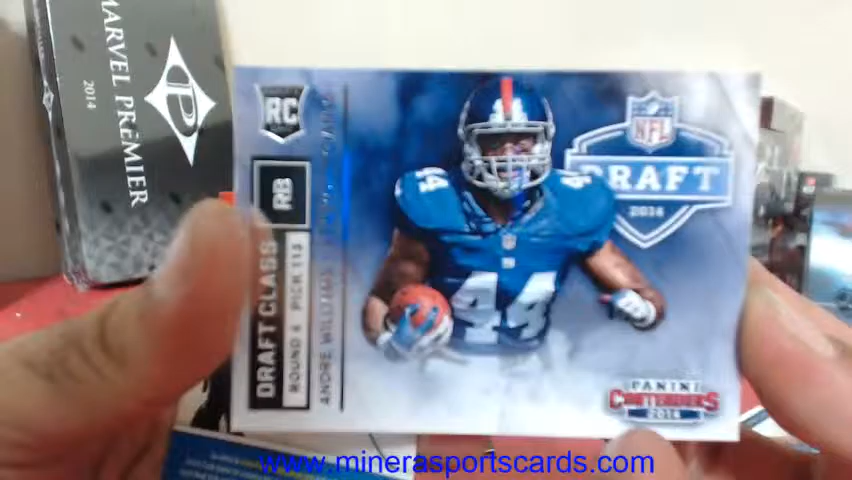 MARVEL PREMIER
2014
RC
RB
DRAFT CLASS
ROUND 4 PICK 113
ANDRE WILLIAMS
44
44
44
NFL
DRAFT
2014
PANINI
CONTENDERS
2014
www.minerasportscards.com